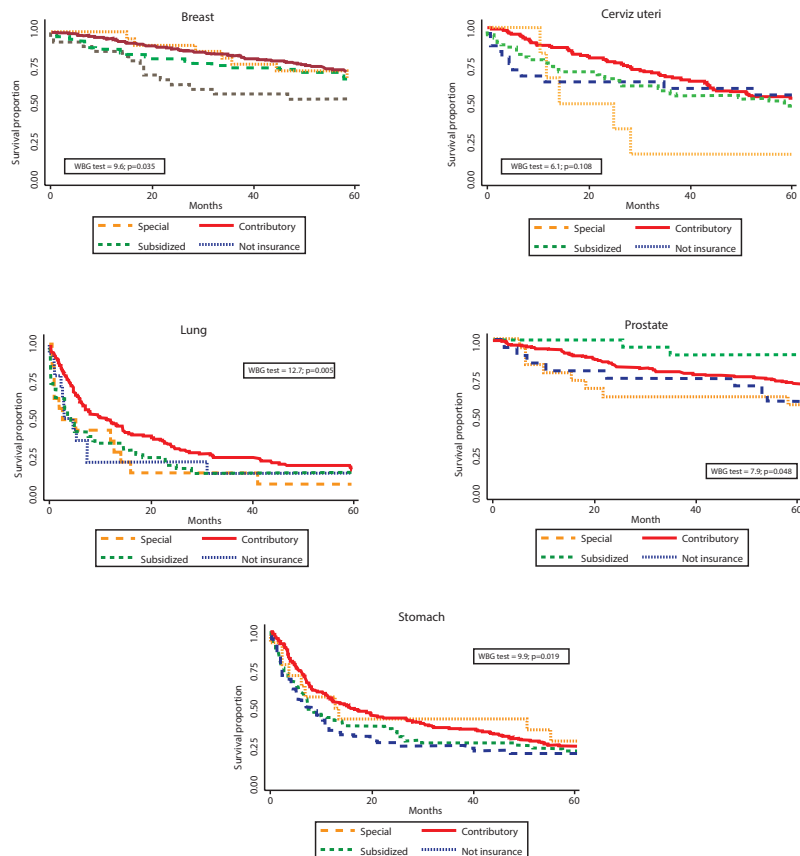 Breast
Survival proportion
1.00
0.75
0.50
0.25
0.00
WBG test = 9.6; p=0.035
0 20 40 60
Months
Special Contributory
Subsidized Not insurance
Cerviz uteri
Survival proportion
1.00
0.75
0.50
0.25
0.00
WBG test = 6.1; p=0.108
0 20 40 60
Months
Special Contributory
Subsidized Not insurance
Lung
Survival proportion
1.00
0.75
0.50
0.25
0.00
WBG test = 12.7; p=0.005
0 20 40 60
Months
Special Contributory
Subsidized Not insurance
Prostate
Survival proportion
1.00
0.75
0.50
0.25
0.00
WBG test = 7.9; p=0.048
0 20 40 60
Month
Special Contributory
Subsidized Not insurance
Stomach
Survival proportion
1.00
0.75
0.50
0.25
0.00
WBG test = 9.9; p=0.019
0 20 40 60
Months
Special Contributory
Subsidized Not insurance